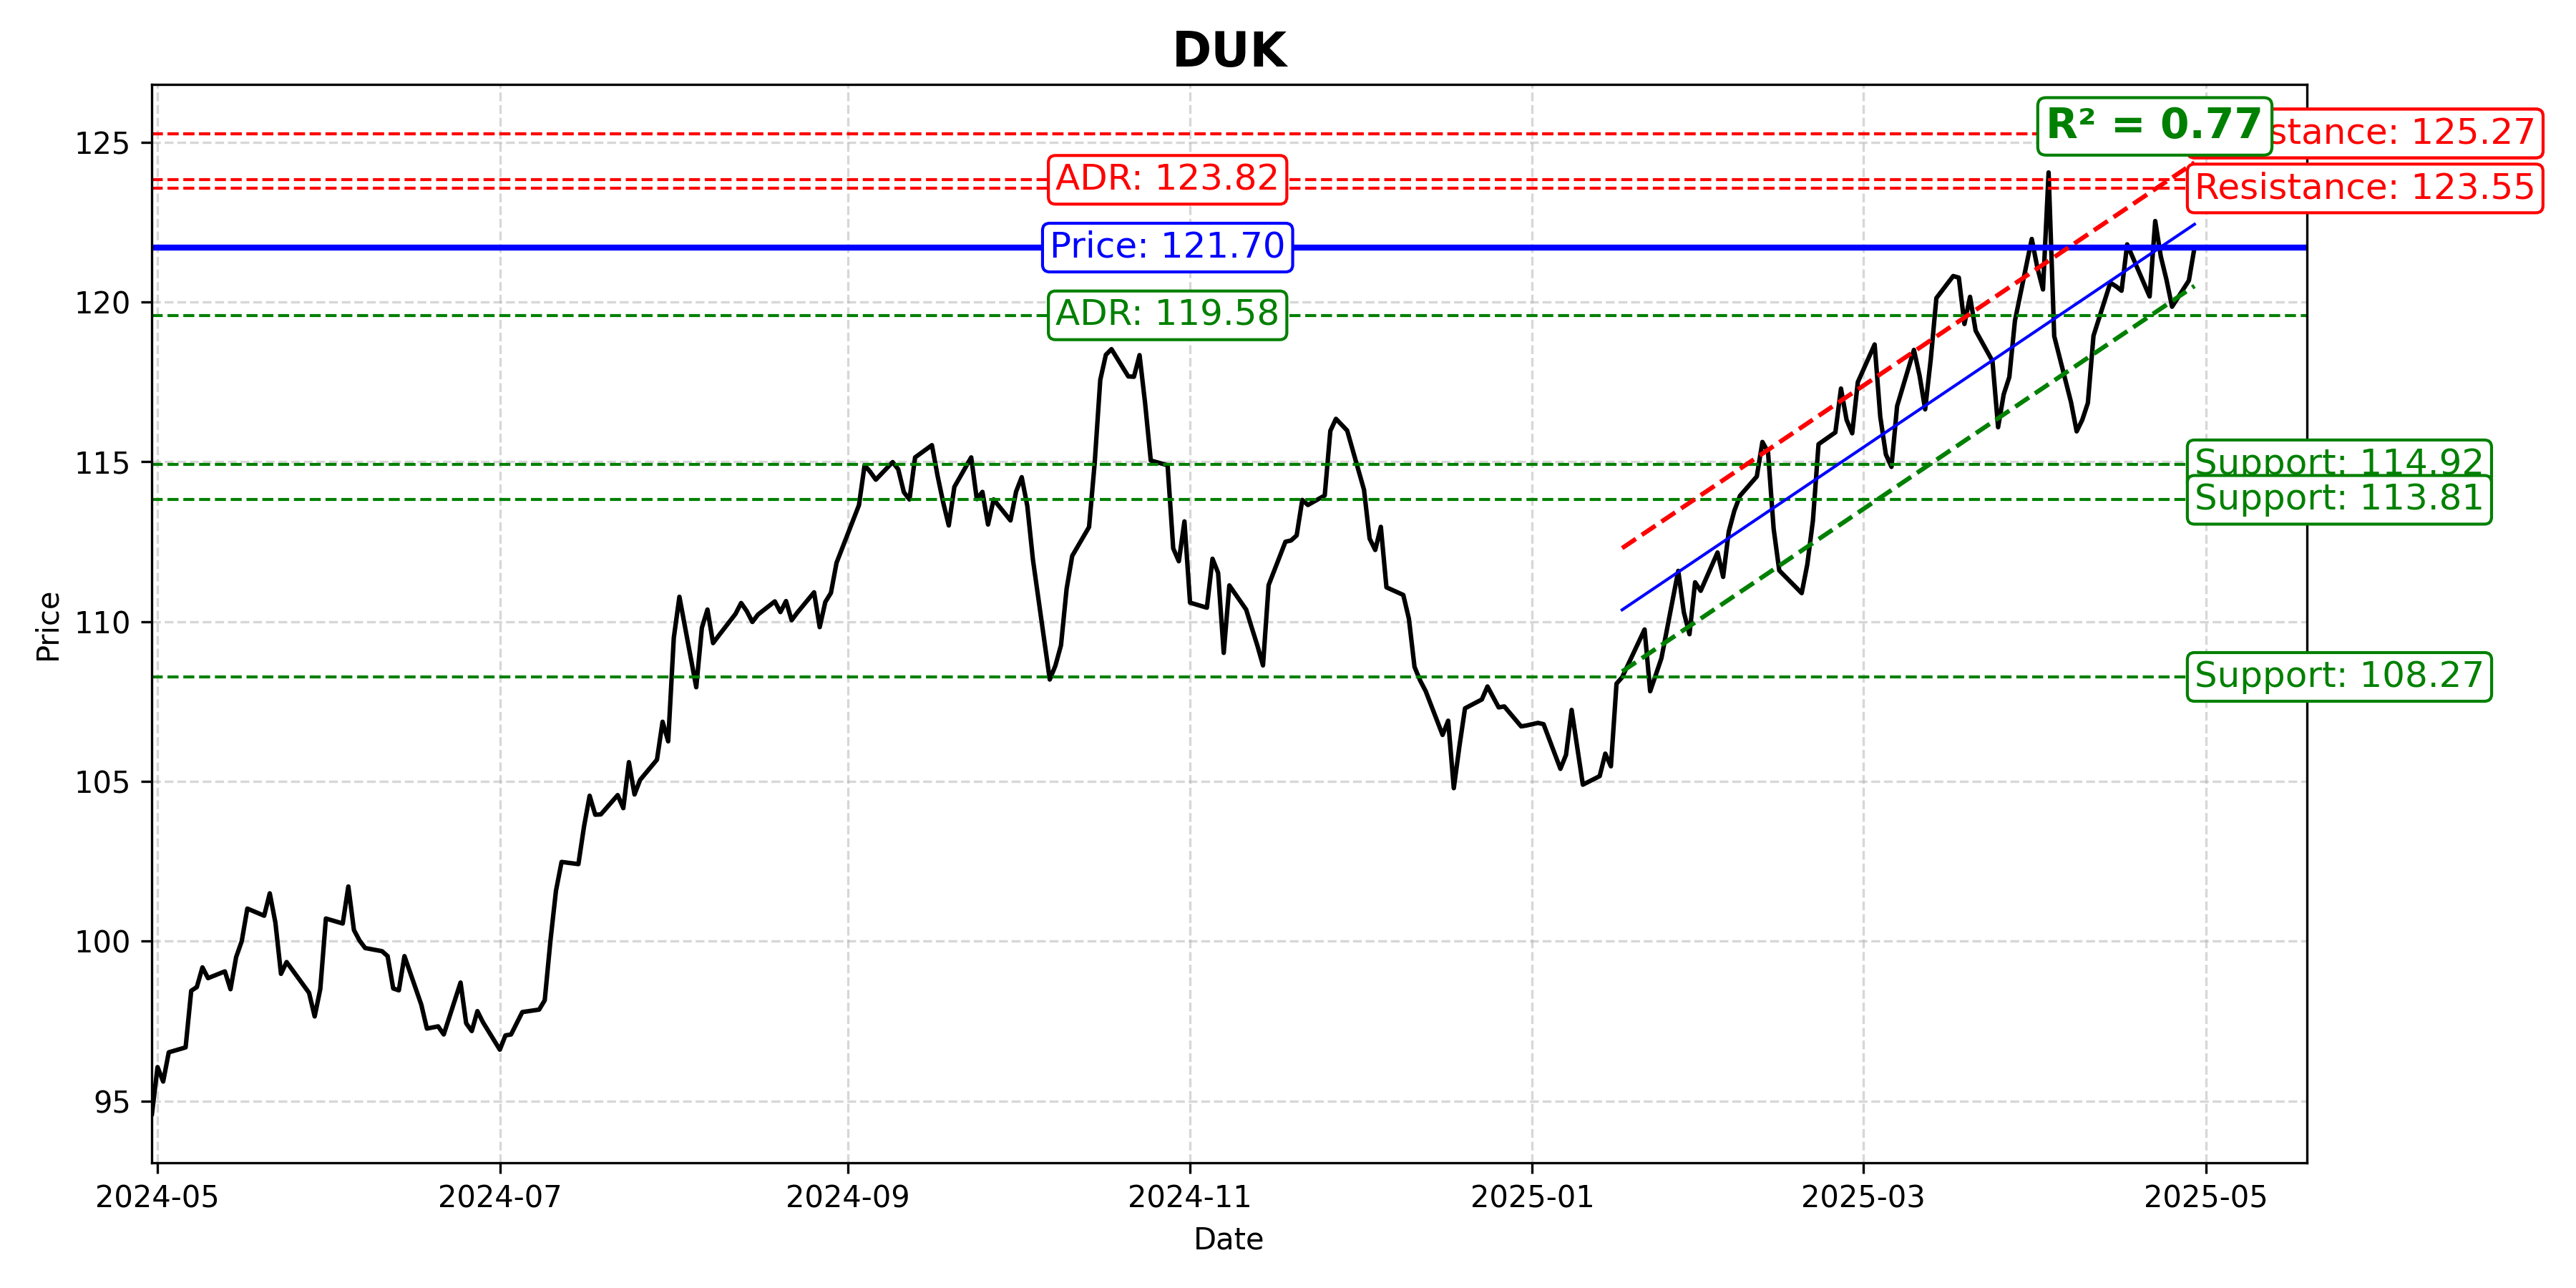 DUK
125
120
115
110
105
100
95
Price
R² = 0.77
stance: 125.27
ADR: 123.82
Resistance: 123.55
Price: 121.70
ADR: 119.58
Support: 114.92
Support: 113.81
Support: 108.27
2024-05
2024-07
2024-09
2024-11
2025-01
2025-03
2025-05
Date